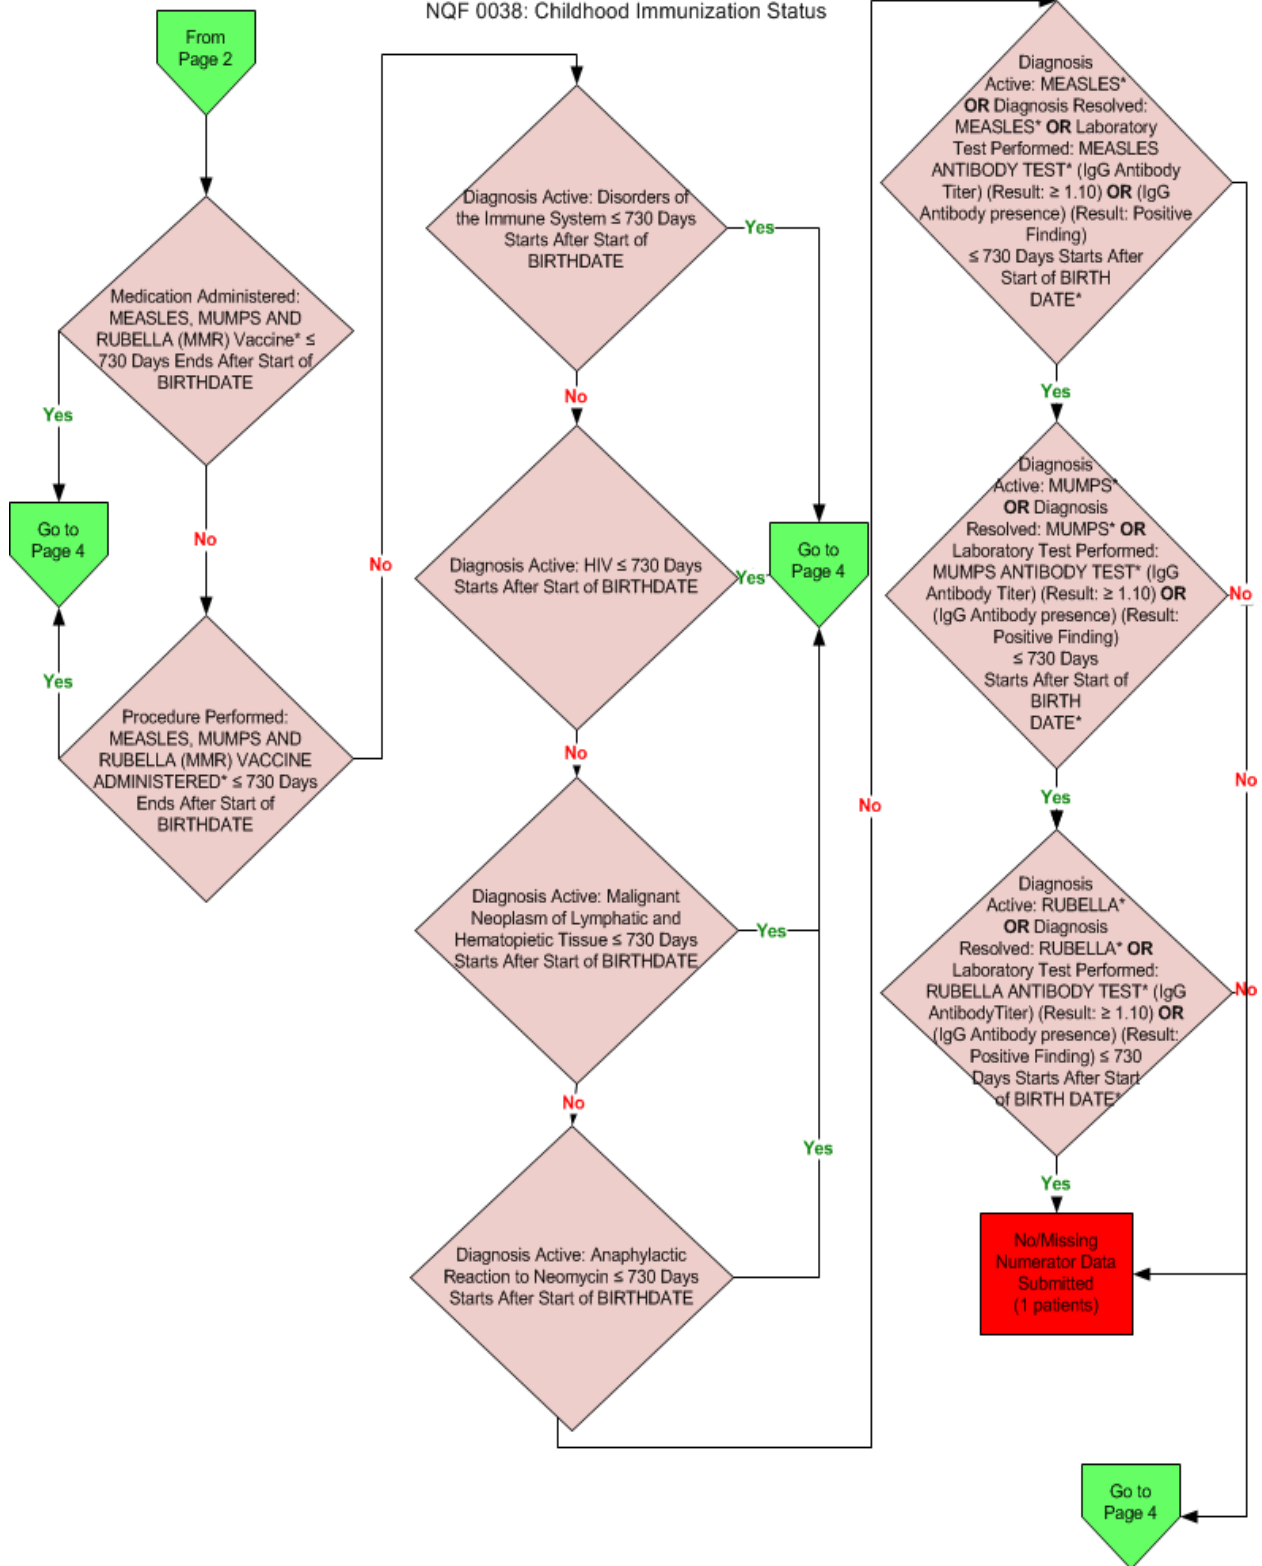 NQF 0038: Childhood Immunization Status
From
Page 2
Medication Administered:
MEASLES, MUMPS AND
RUBELLA (MMR) Vaccine* ≤
730 Days Ends After Start of
BIRTHDATE
Yes
Go to
Page 4
No
Yes
Procedure Performed:
MEASLES, MUMPS AND
RUBELLA (MMR) VACCINE
ADMINISTERED* ≤ 730 Days
Ends After Start of
BIRTHDATE
No
Diagnosis Active: Disorders of
the Immune System ≤ 730 Days
Starts After Start of
BIRTHDATE
Yes
No
Diagnosis Active: HIV ≤ 730 Days
Starts After Start of BIRTHDATE
Yes
Go to
Page 4
No
Diagnosis Active: Malignant
Neoplasm of Lymphatic and
Hematopietic Tissue ≤ 730 Days
Starts After Start of BIRTHDATE
Yes
No
Yes
Diagnosis Active: Anaphylactic
Reaction to Neomycin ≤ 730 Days
Starts After Start of BIRTHDATE
No
Diagnosis
Active: MEASLES*
OR Diagnosis Resolved:
MEASLES* OR Laboratory
Test Performed: MEASLES
ANTIBODY TEST* (IgG Antibody
Titer) (Result: ≥ 1.10) OR (IgG
Antibody presence) (Result: Positive
Finding)
≤ 730 Days Starts After
Start of BIRTH
DATE*
Yes
Diagnosis
Active: MUMPS*
OR Diagnosis
Resolved: MUMPS* OR
Laboratory Test Performed:
MUMPS ANTIBODY TEST* (IgG
Antibody Titer) (Result: ≥ 1.10) OR
(IgG Antibody presence) (Result:
Positive Finding)
≤ 730 Days
Starts After Start of
BIRTH
DATE*
No
No
Yes
Diagnosis
Active: RUBELLA*
OR Diagnosis
Resolved: RUBELLA* OR
Laboratory Test Performed:
RUBELLA ANTIBODY TEST* (IgG
AntibodyTiter) (Result: ≥ 1.10) OR
(IgG Antibody presence) (Result:
Positive Finding) ≤ 730
Days Starts After Start
of BIRTH DATE*
No
Yes
No/Missing
Numerator Data
Submitted
(1 patients)
Go to
Page 4